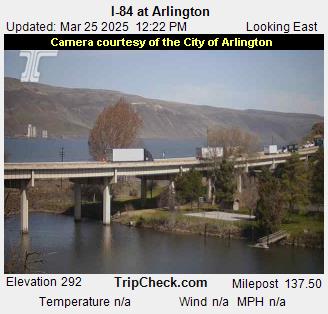 I-84 at Arlington
Updated: Mar 25 2025 12:22 PM Looking East
Camera courtesy of the City of Arlington
Elevation 292 TripCheck.com Milepost 137.50
Temperature n/a Wind n/a MPH n/a